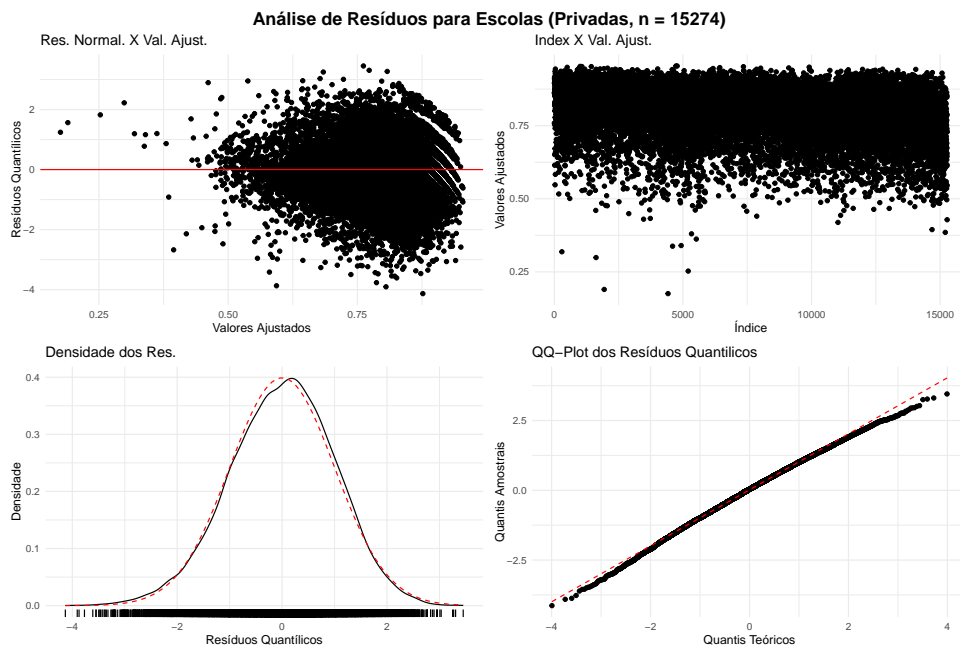 Análise de Resíduos para Escolas (Privadas, n = 15274)
Res. Normal. X Val. Ajust.
Resíduos Quantílicos
2
0
−2
−4
0.25 0.50 0.75
Valores Ajustados
Index X Val. Ajust.
Valores Ajustados
0.75
0.50
0.25
0 5000 10000 15000
Índice
Densidade dos Res.
Densidade
0.4
0.3
0.2
0.1
0.0
−4 −2 0 2
Resíduos Quantílicos
QQ−Plot dos Resíduos Quantilicos
Quantis Amostrais
2.5
0.0
−2.5
−4 −2 0 2 4
Quantis Teóricos